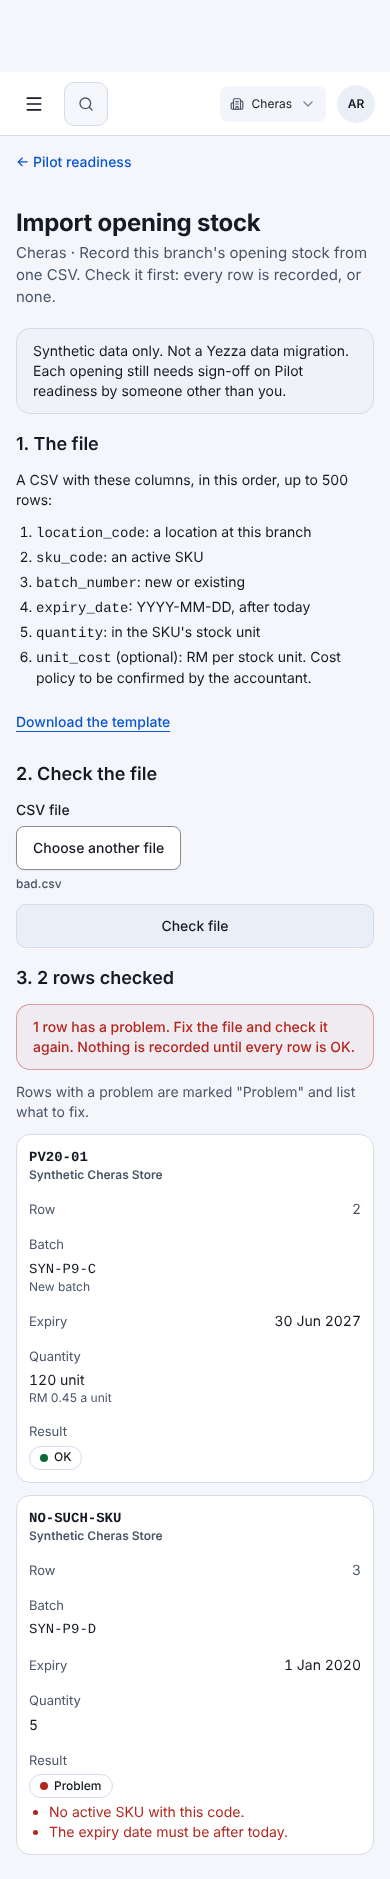 Cheras
AR
← Pilot readiness
Import opening stock
Cheras · Record this branch's opening stock from
one CSV. Check it first: every row is recorded, or
none.
Synthetic data only. Not a Yezza data migration.
Each opening still needs sign-off on Pilot
readiness by someone other than you.
1. The file
A CSV with these columns, in this order, up to 500
rows:
1. location_code: a location at this branch
2. sku_code: an active SKU
3. batch_number: new or existing
4. expiry_date: YYYY-MM-DD, after today
5. quantity: in the SKU's stock unit
6. unit_cost (optional): RM per stock unit. Cost
policy to be confirmed by the accountant.
Download the template
2. Check the file
CSV file
Choose another file
bad.csv
Check file
3. 2 rows checked
1 row has a problem. Fix the file and check it
again. Nothing is recorded until every row is OK.
Rows with a problem are marked "Problem" and list
what to fix.
PV20-01
Synthetic Cheras Store
Row 2
Batch
SYN-P9-C
New batch
Expiry 30 Jun 2027
Quantity
120 unit
RM 0.45 a unit
Result
OK
NO-SUCH-SKU
Synthetic Cheras Store
Row 3
Batch
SYN-P9-D
Expiry 1 Jan 2020
Quantity
5
Result
Problem
• No active SKU with this code.
• The expiry date must be after today.